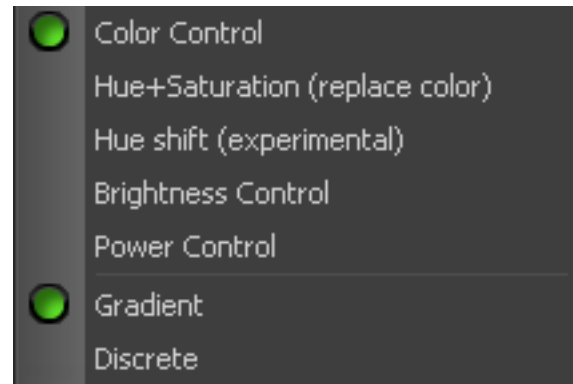 Color Control
Hue+Saturation (replace color)
Hue shift (experimental)
Brightness Control
Power Control
Gradient
Discrete